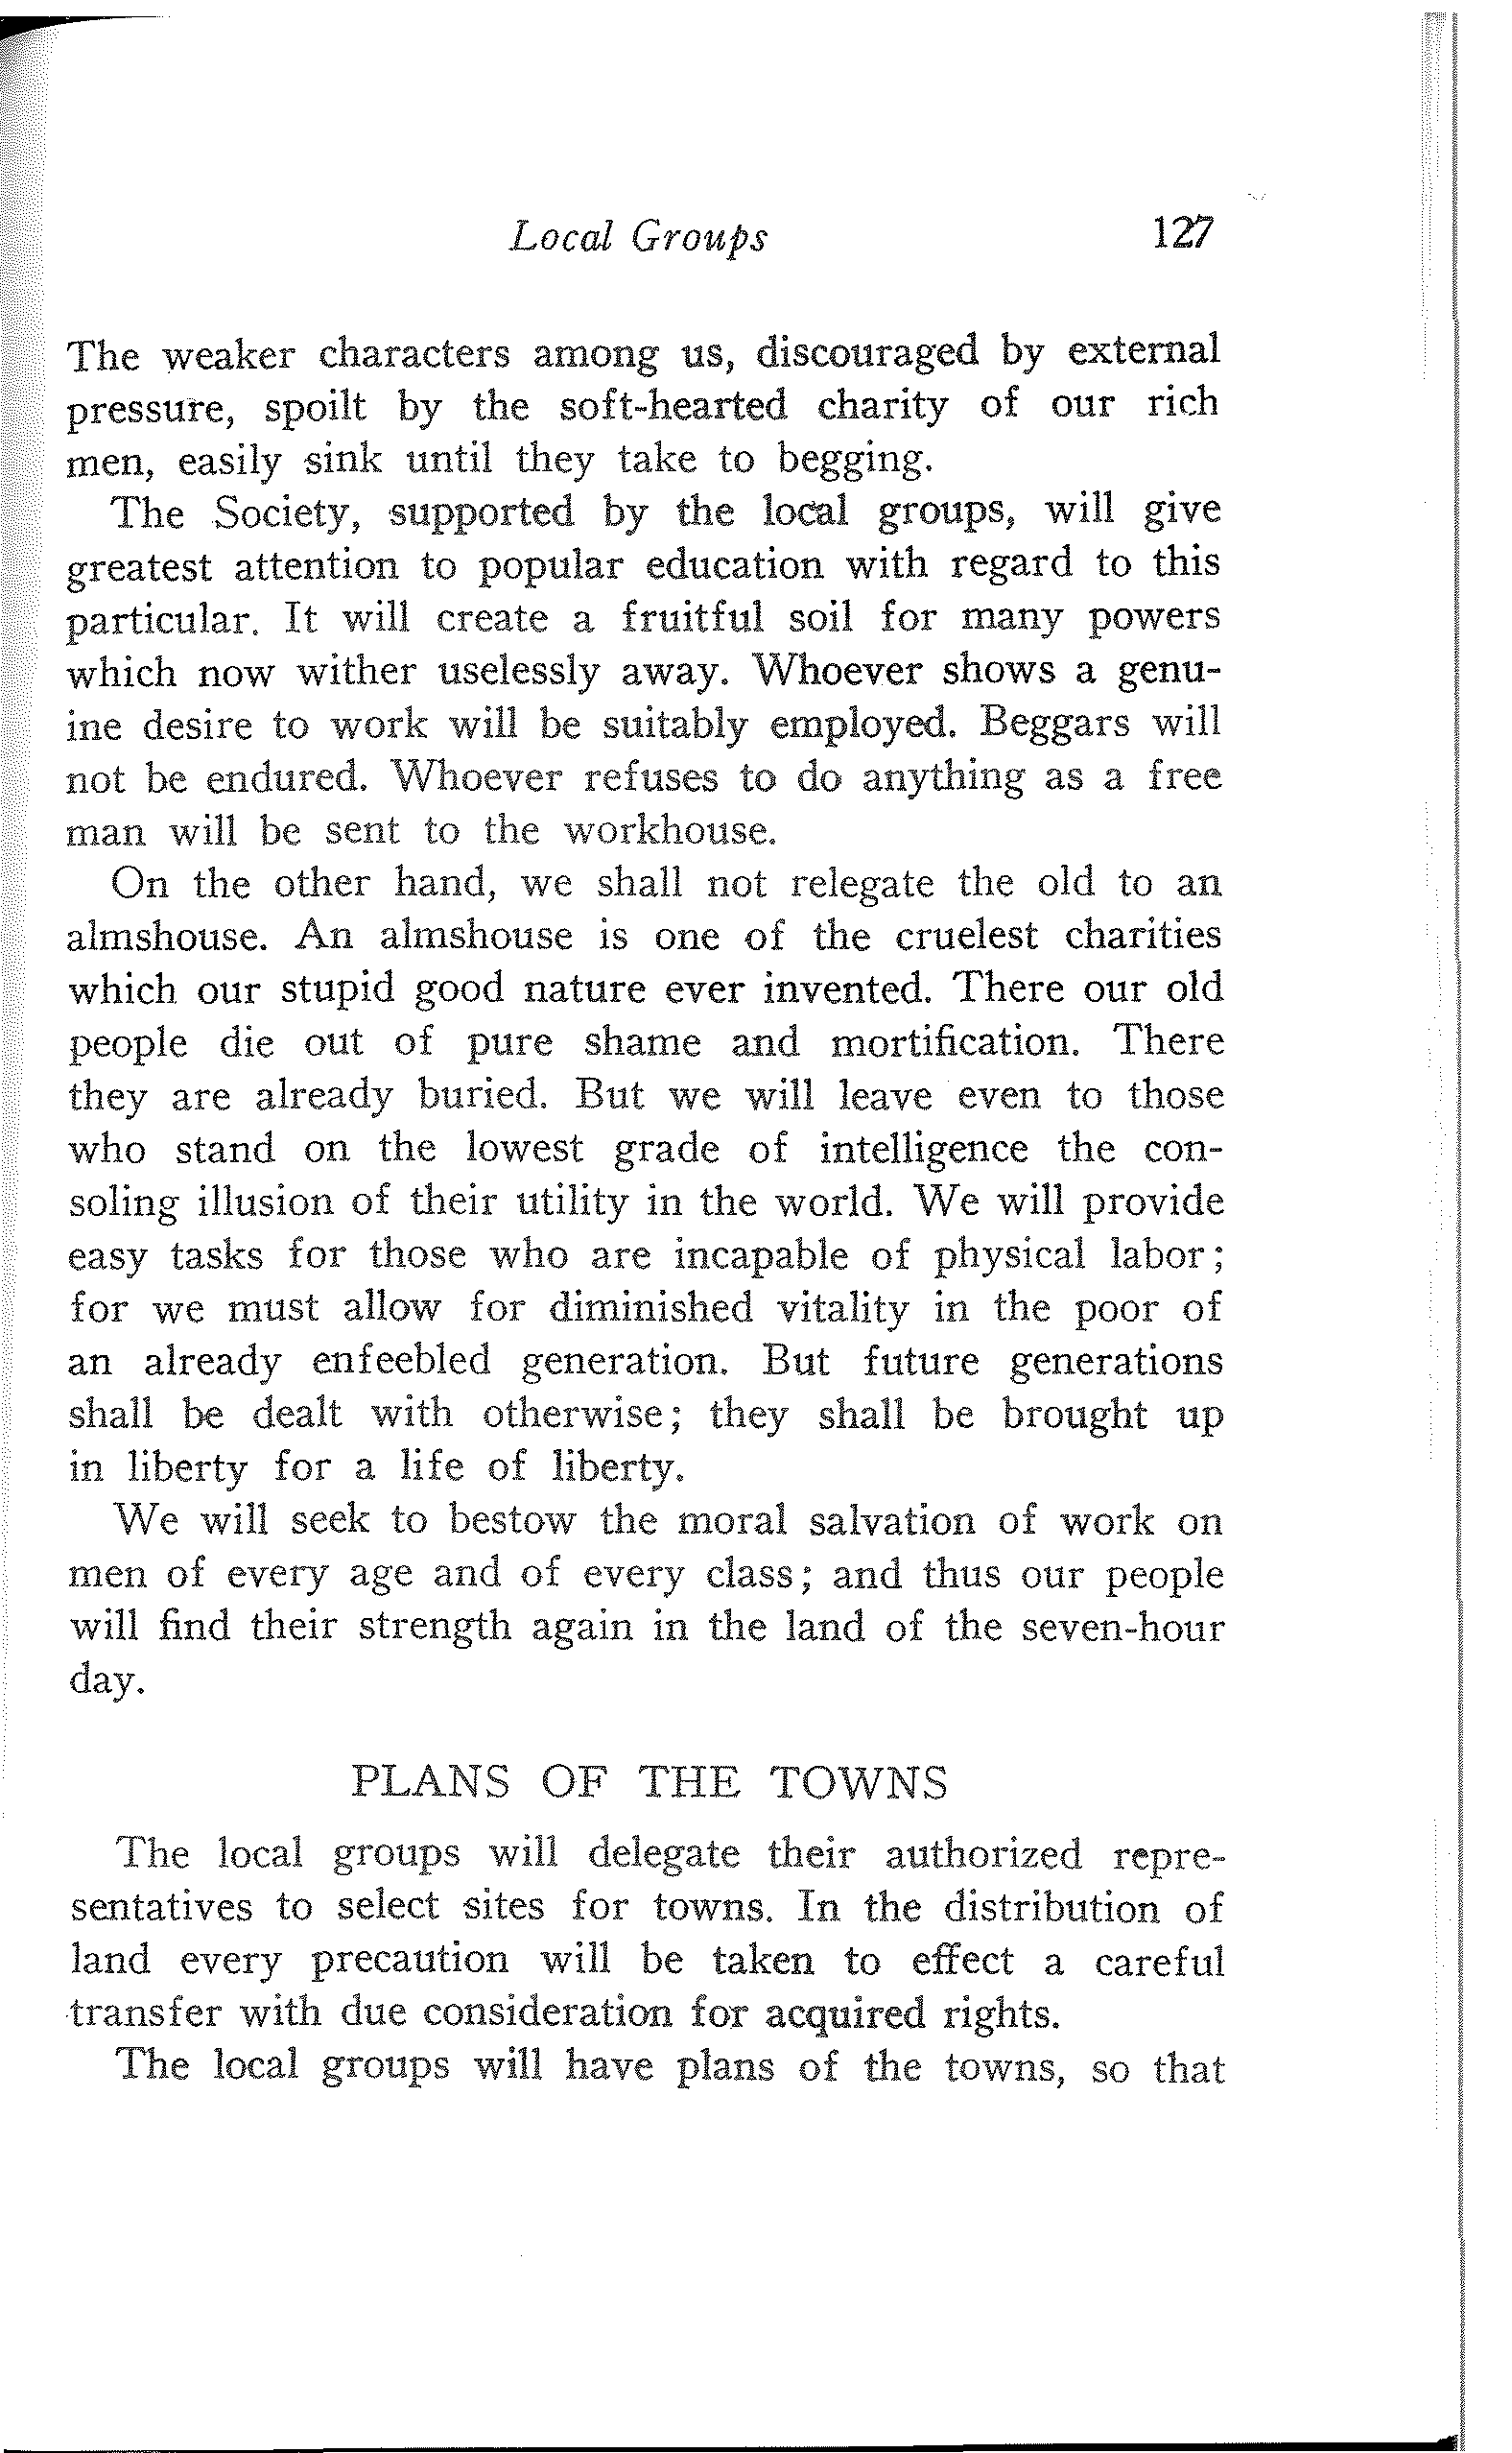 Local Groups 127
The weaker characters among us, discouraged by external
pressure, spoilt by the soft-hearted charity of our rich
men, easily sink until they take to begging.
The Society, supported by the local groups, will give
greatest attention to popular education with regard to this
particular. It will create a fruitful soil for many powers
which now wither uselessly away. Whoever shows a genu-
ine desire to work will be suitably employed. Beggars will
not be endured. Whoever refuses to do anything as a free
man will be sent to the workhouse.
On the other hand, we shall not relegate the old to an
almshouse. An almshouse is one of the cruelest charities
which our stupid good nature ever invented. There our old
people die out of pure shame and mortification. There
they are already buried. But we will leave even to those
who stand on the lowest grade of intelligence the con-
soling illusion of their utility in the world. We will provide
easy tasks for those who are incapable of physical labor;
for we must allow for diminished vitality in the poor of
an already enfeebled generation. But future generations
shall be dealt with otherwise; they shall be brought up
in liberty for a life of liberty.
We will seek to bestow the moral salvation of work on
men of every age and of every class; and thus our people
will find their strength again in the land of the seven-hour
day.
PLANS OF THE TOWNS
The local groups will delegate their authorized repre-
sentatives to select sites for towns. In the distribution of
land every precaution will be taken to effect a careful
transfer with due consideration for acquired rights.
The local groups will have plans of the towns, so that